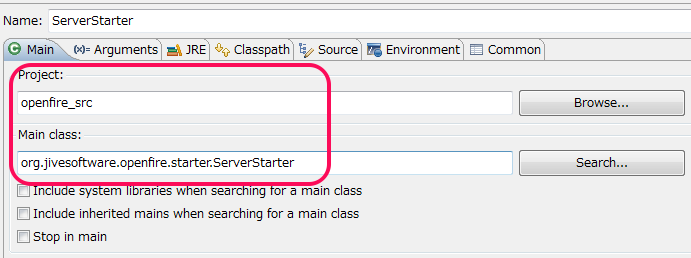 Name: ServerStarter
Main (x)= Arguments JRE Classpath Source Environment Common
Project:
openfire_src Browse...
Main class:
org.jivesoftware.openfire.starter.ServerStarter Search...
Include system libraries when searching for a main class
Include inherited mains when searching for a main class
Stop in main